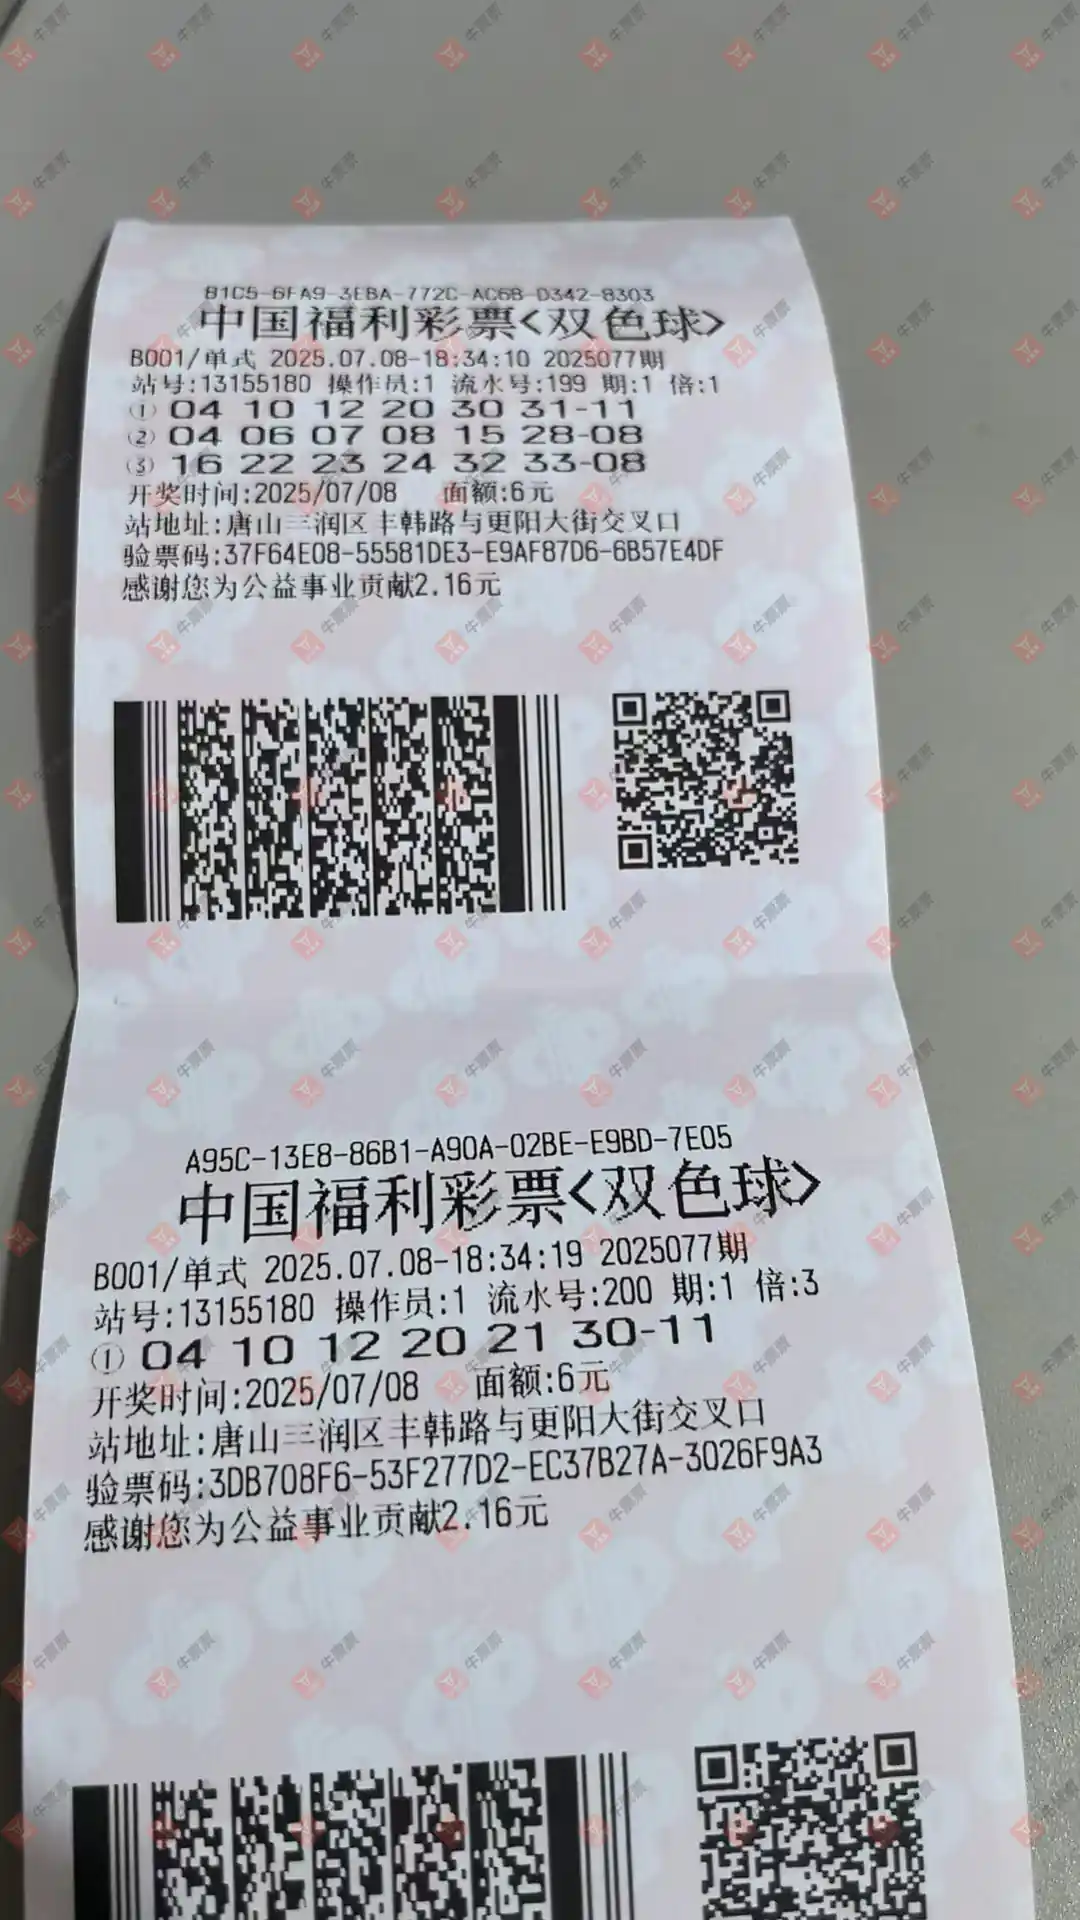 81C5-6FA9-3EBA-772C-AC6B-D342-8303
中国福利彩票<双色球>
B001/单式 2025.07.08-18:34:10 2025077期
站号:13155180 操作员:1 流水号:199 期:1 倍:1
① 04 10 12 20 30 31-11
② 04 06 07 08 15 28-08
③ 16 22 23 24 32 33-08
开奖时间:2025/07/08 面额:6元
站地址:唐山三润区丰韩路与更阳大街交叉口
验票码:37F64E08-55581DE3-E9AF87D6-6B57E4DF
感谢您为公益事业贡献2.16元
A95C-13E8-86B1-A90A-02BE-E9BD-7E05
中国福利彩票<双色球>
B001/单式 2025.07.08-18:34:19 2025077期
站号:13155180 操作员:1 流水号:200 期:1 倍:3
① 04 10 12 20 21 30-11
开奖时间:2025/07/08 面额:6元
站地址:唐山三润区丰韩路与更阳大街交叉口
验票码:3DB708F6-53F277D2-EC37B27A-3026F9A3
感谢您为公益事业贡献2.16元
牛票票